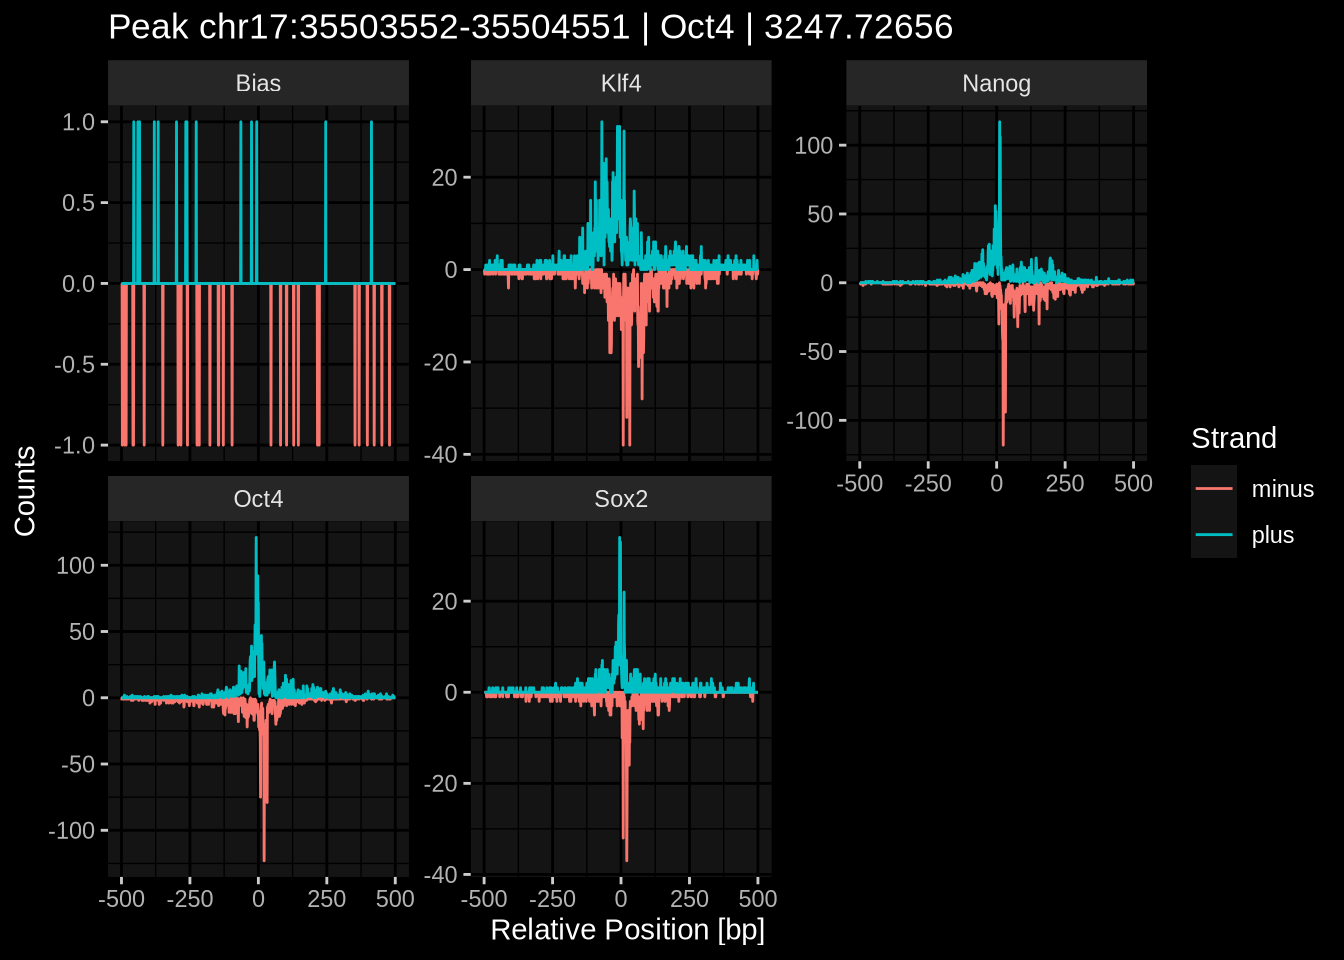 Peak chr17:35503552-35504551 | Oct4 | 3247.72656
Bias
Klf4
Nanog
1.0
0.5
0.0
-0.5
-1.0
20
0
-20
-40
100
50
0
-50
-100
-500 -250 0 250 500
Counts
Strand
minus
plus
Oct4
Sox2
100
50
0
-50
-100
20
0
-20
-40
-500 -250 0 250 500
-500 -250 0 250 500
Relative Position [bp]